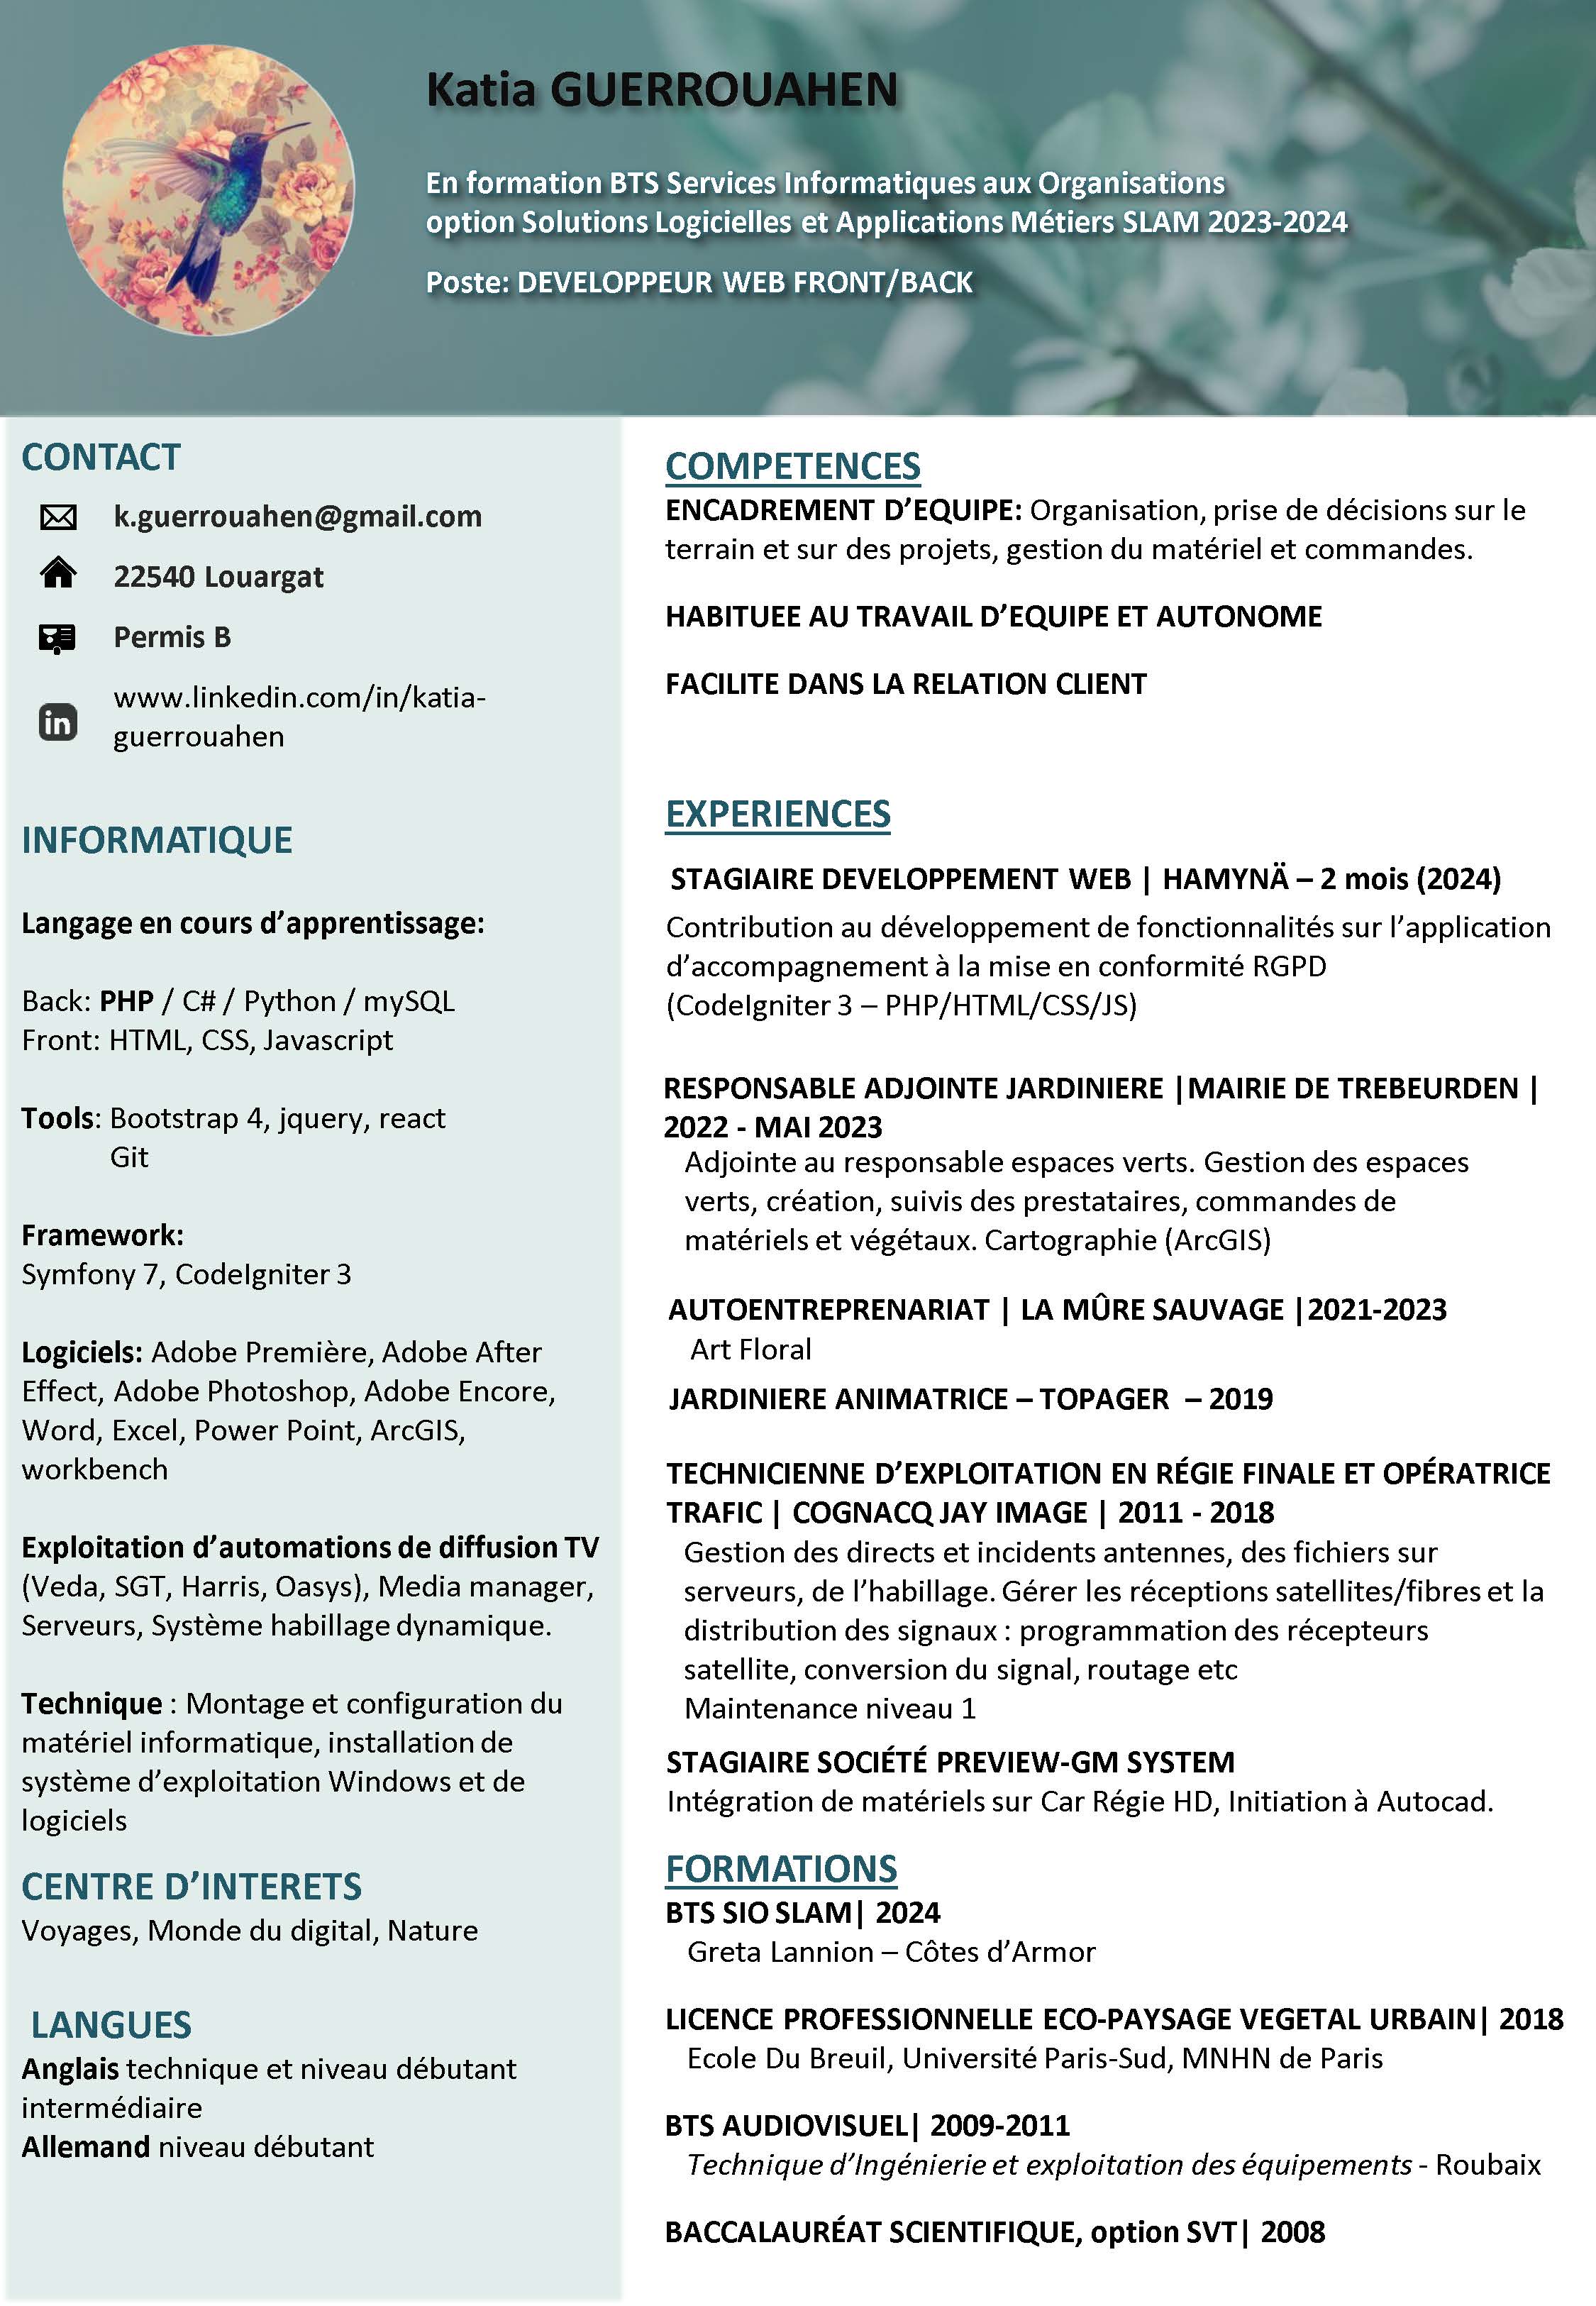 Katia GUERROUAHEN
En formation BTS Services Informatiques aux Organisations
option Solutions Logicielles et Applications Métiers SLAM 2023-2024
Poste: DEVELOPPEUR WEB FRONT/BACK
CONTACT
k.guerrouahen@gmail.com
22540 Louargat
Permis B
www.linkedin.com/in/katia-
guerrouahen
INFORMATIQUE
Langage en cours d’apprentissage:
Back: PHP / C# / Python / mySQL
Front: HTML, CSS, Javascript
Tools: Bootstrap 4, jquery, react
Git
Framework:
Symfony 7, CodeIgniter 3
Logiciels: Adobe Première, Adobe After
Effect, Adobe Photoshop, Adobe Encore,
Word, Excel, Power Point, ArcGIS,
workbench
Exploitation d’automations de diffusion TV
(Veda, SGT, Harris, Oasys), Media manager,
Serveurs, Système habillage dynamique.
Technique : Montage et configuration du
matériel informatique, installation de
système d’exploitation Windows et de
logiciels
CENTRE D’INTERETS
Voyages, Monde du digital, Nature
LANGUES
Anglais technique et niveau débutant
intermédiaire
Allemand niveau débutant
COMPETENCES
ENCADREMENT D’EQUIPE: Organisation, prise de décisions sur le
terrain et sur des projets, gestion du matériel et commandes.
HABITUEE AU TRAVAIL D’EQUIPE ET AUTONOME
FACILITE DANS LA RELATION CLIENT
EXPERIENCES
STAGIAIRE DEVELOPPEMENT WEB | HAMYNÄ – 2 mois (2024)
Contribution au développement de fonctionnalités sur l’application
d’accompagnement à la mise en conformité RGPD
(CodeIgniter 3 – PHP/HTML/CSS/JS)
RESPONSABLE ADJOINTE JARDINIERE |MAIRIE DE TREBEURDEN |
2022 - MAI 2023
Adjointe au responsable espaces verts. Gestion des espaces
verts, création, suivis des prestataires, commandes de
matériels et végétaux. Cartographie (ArcGIS)
AUTOENTREPRENARIAT | LA MÛRE SAUVAGE |2021-2023
Art Floral
JARDINIERE ANIMATRICE – TOPAGER – 2019
TECHNICIENNE D’EXPLOITATION EN RÉGIE FINALE ET OPÉRATRICE
TRAFIC | COGNACQ JAY IMAGE | 2011 - 2018
Gestion des directs et incidents antennes, des fichiers sur
serveurs, de l’habillage. Gérer les réceptions satellites/fibres et la
distribution des signaux : programmation des récepteurs
satellite, conversion du signal, routage etc
Maintenance niveau 1
STAGIAIRE SOCIÉTÉ PREVIEW-GM SYSTEM
Intégration de matériels sur Car Régie HD, Initiation à Autocad.
FORMATIONS
BTS SIO SLAM| 2024
Greta Lannion – Côtes d’Armor
LICENCE PROFESSIONNELLE ECO-PAYSAGE VEGETAL URBAIN| 2018
Ecole Du Breuil, Université Paris-Sud, MNHN de Paris
BTS AUDIOVISUEL| 2009-2011
Technique d’Ingénierie et exploitation des équipements - Roubaix
BACCALAURÉAT SCIENTIFIQUE, option SVT| 2008